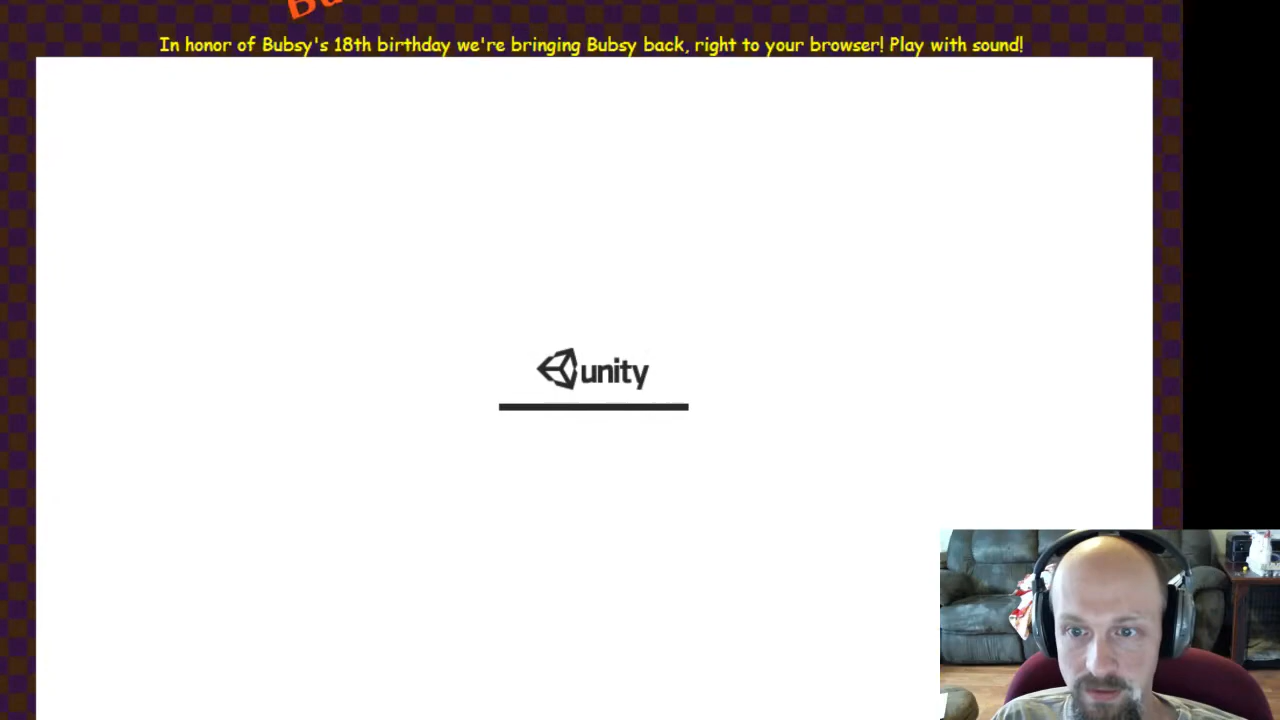 Bu
In honor of Bubsy's 18th birthday we're bringing Bubsy back, right to your browser! Play with sound!
unity